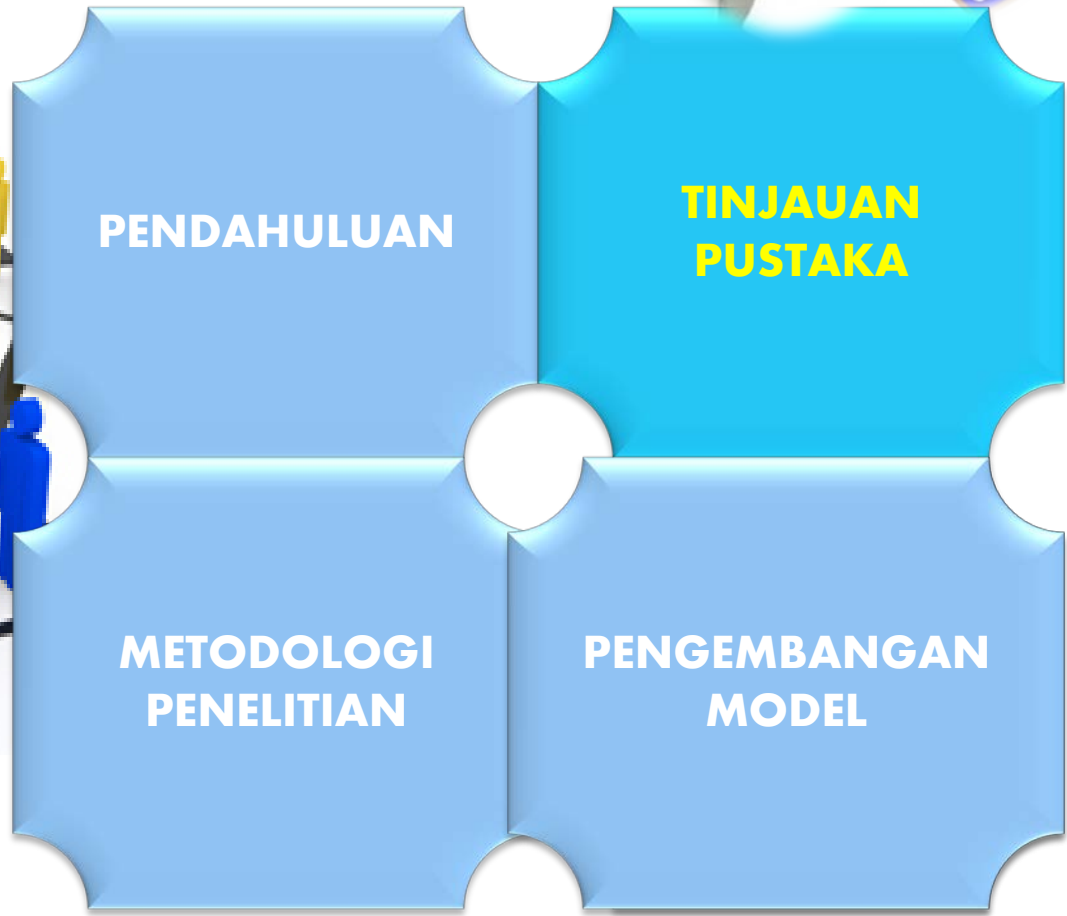 PENDAHULUAN
TINJAUAN
PUSTAKA
METODOLOGI
PENELITIAN
PENGEMBANGAN
MODEL